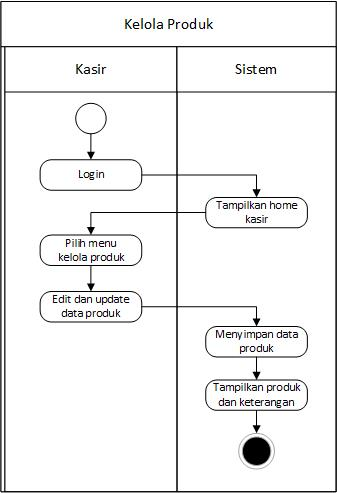 Kelola Produk
Kasir
Sistem
Login
Tampilkan home
kasir
Pilih menu
kelola produk
Edit dan update
data produk
Menyimpan data
produk
Tampilkan produk
dan keterangan